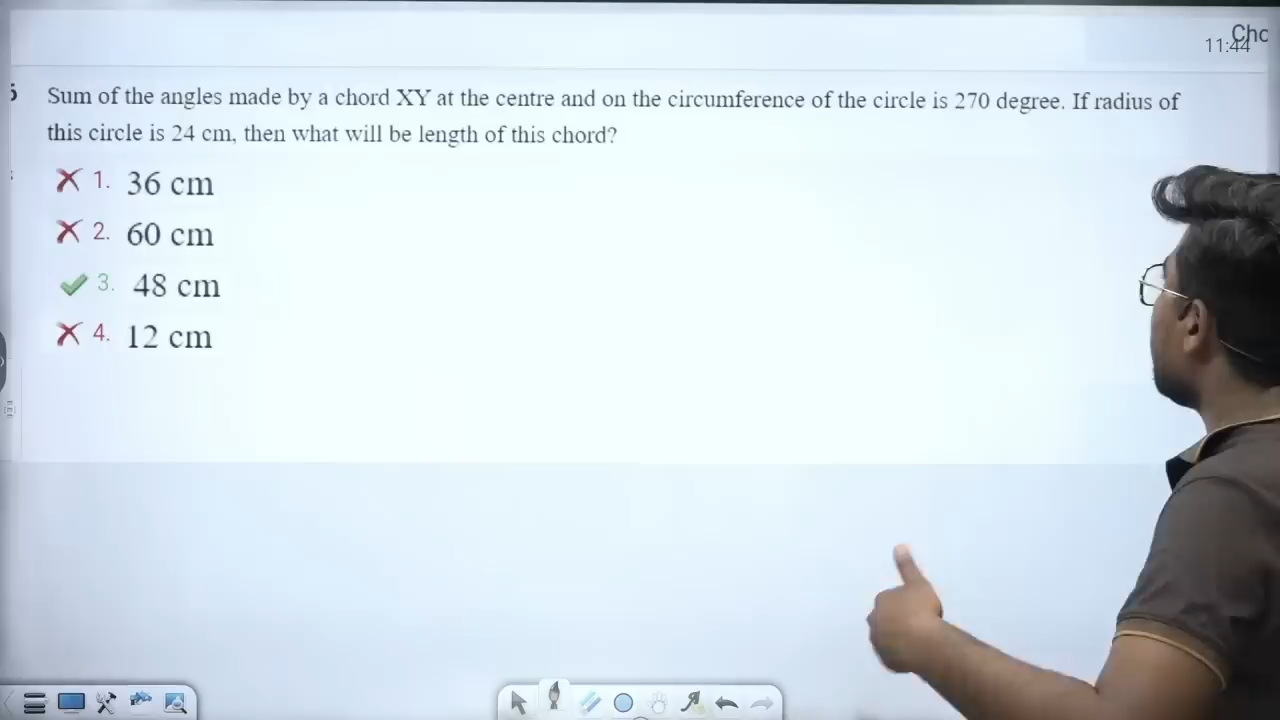 Cho
11:44
Sum of the angles made by a chord XY at the centre and on the circumference of the circle is 270 degree. If radius of
this circle is 24 cm, then what will be length of this chord?
1. 36 cm
2. 60 cm
3. 48 cm
4. 12 cm